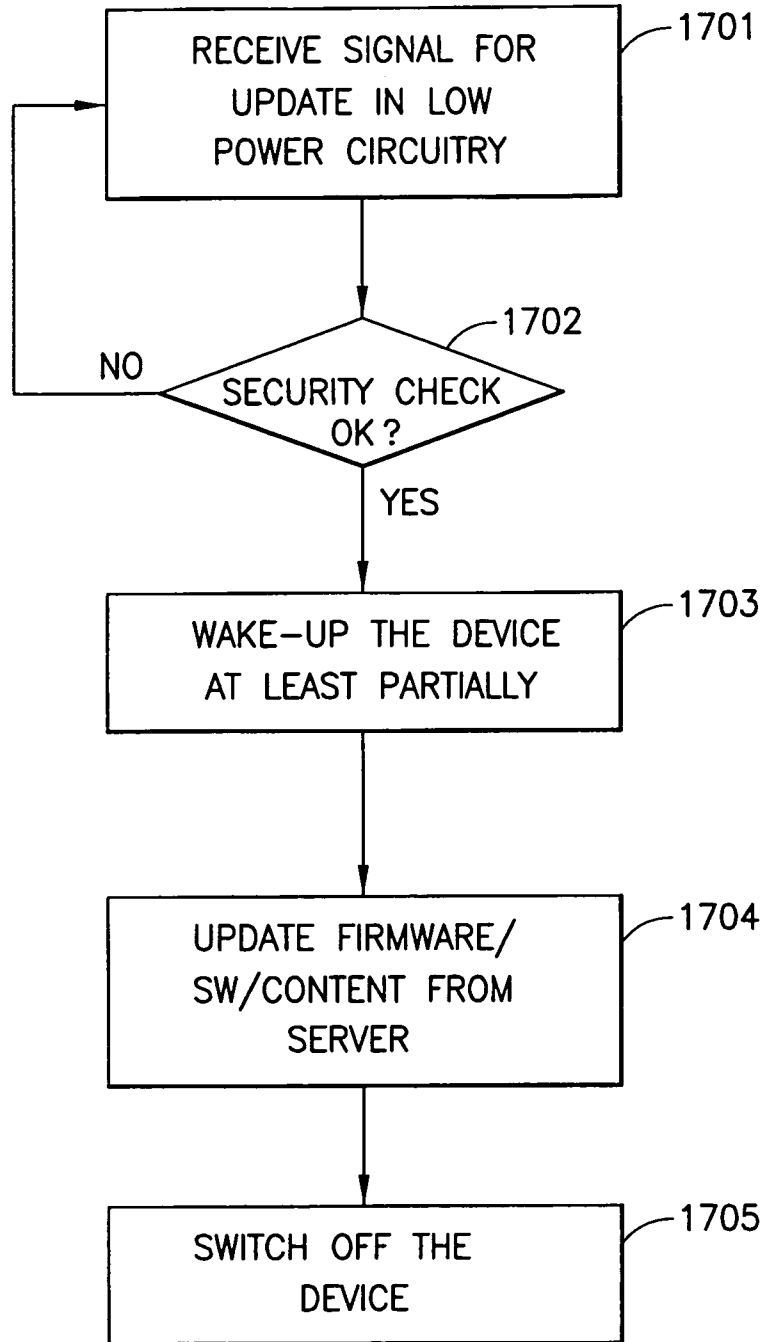 RECEIVE SIGNAL FOR
UPDATE IN LOW
POWER CIRCUITRY
1701
1702
NO
SECURITY CHECK
OK?
YES
WAKE-UP THE DEVICE
AT LEAST PARTIALLY
1703
UPDATE FIRMWARE/
SW/CONTENT FROM
SERVER
1704
SWITCH OFF THE
DEVICE
1705